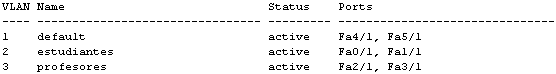 VLAN Name                             Status    Ports
---- -------------------------------- --------- -------------------------------
1    default                          active    Fa4/1, Fa5/1
2    estudiantes                      active    Fa0/1, Fa1/1
3    profesores                       active    Fa2/1, Fa3/1